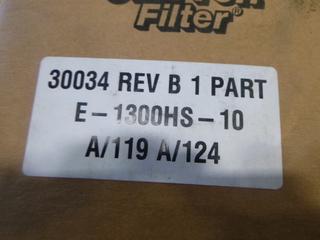 Filter®
30034 REV B 1 PART
E-1300HS-10
A/119 A/124